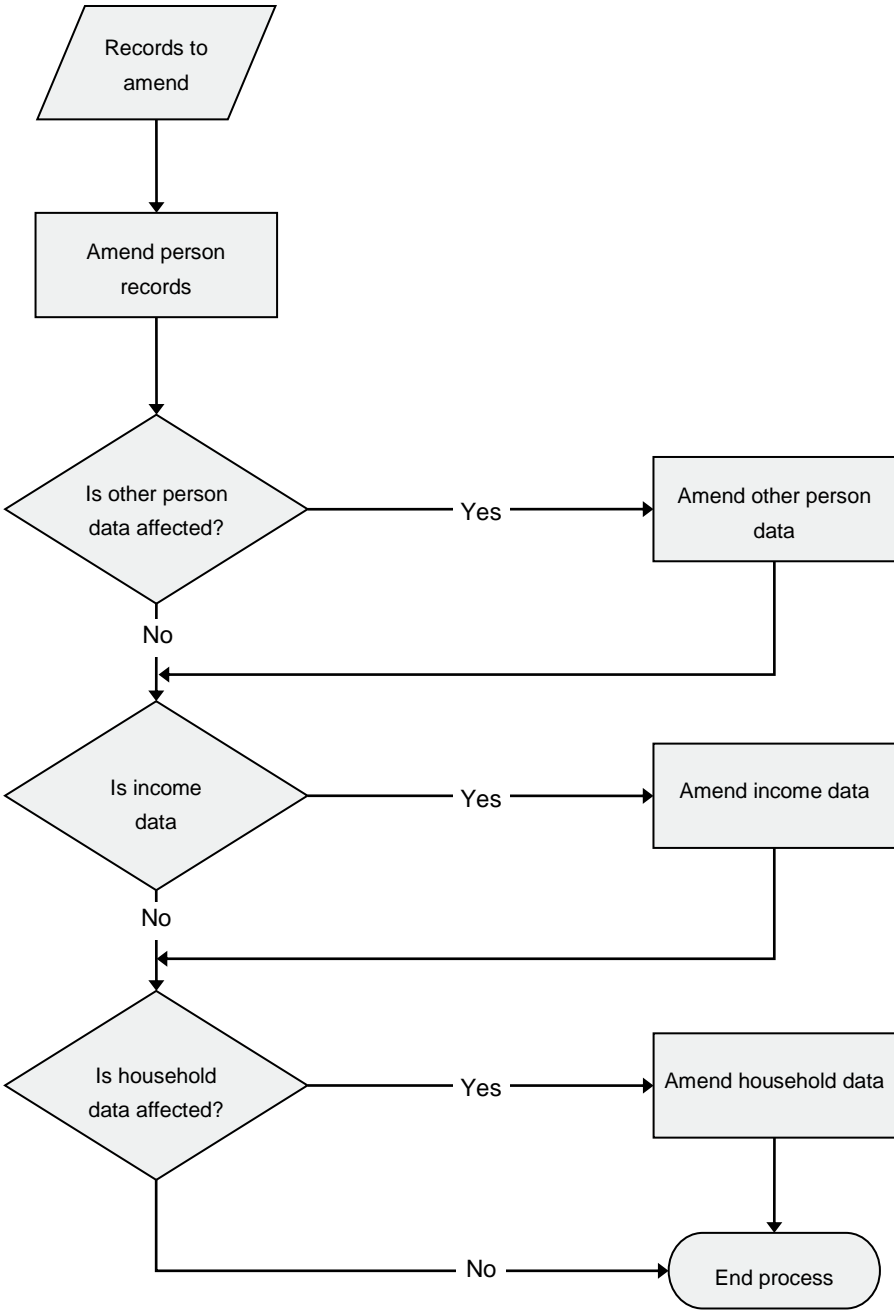 Records to
amend
Amend person
records
Is other person
data affected?
Yes
Amend other person
data
No
Is income
data
Yes
Amend income data
No
Is household
data affected?
Yes
Amend household data
No
End process